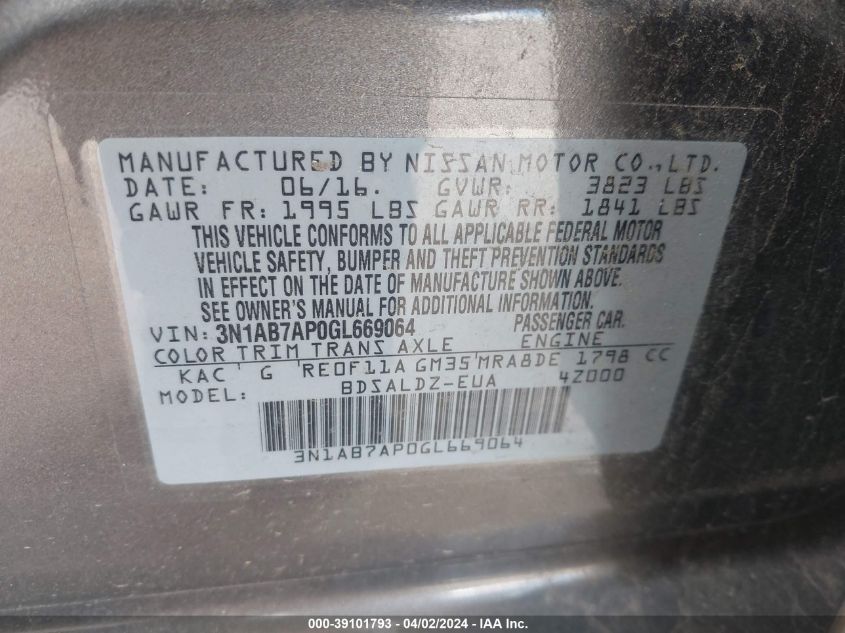 MANUFACTURED BY NISSAN MOTOR CO., LTD.
DATE: 06/16. GVWR: 3823 LBS
GAWR FR: 1995 LBS GAWR RR: 1841 LBS
THIS VEHICLE CONFORMS TO ALL APPLICABLE FEDERAL MOTOR
VEHICLE SAFETY, BUMPER AND THEFT PREVENTION STANDARDS
IN EFFECT ON THE DATE OF MANUFACTURE SHOWN ABOVE.
SEE OWNER'S MANUAL FOR ADDITIONAL INFORMATION.
VIN: 3N1AB7AP0GL669064 PASSENGER CAR.
COLOR TRIM TRANS AXLE ENGINE
KAC G RE0F11A GM35 MRA8DE 1798 CC
MODEL: BDSALDZ-EUA 4Z000
3N1AB7AP0GL669064
000-39101793 - 04/02/2024 - IAA Inc.